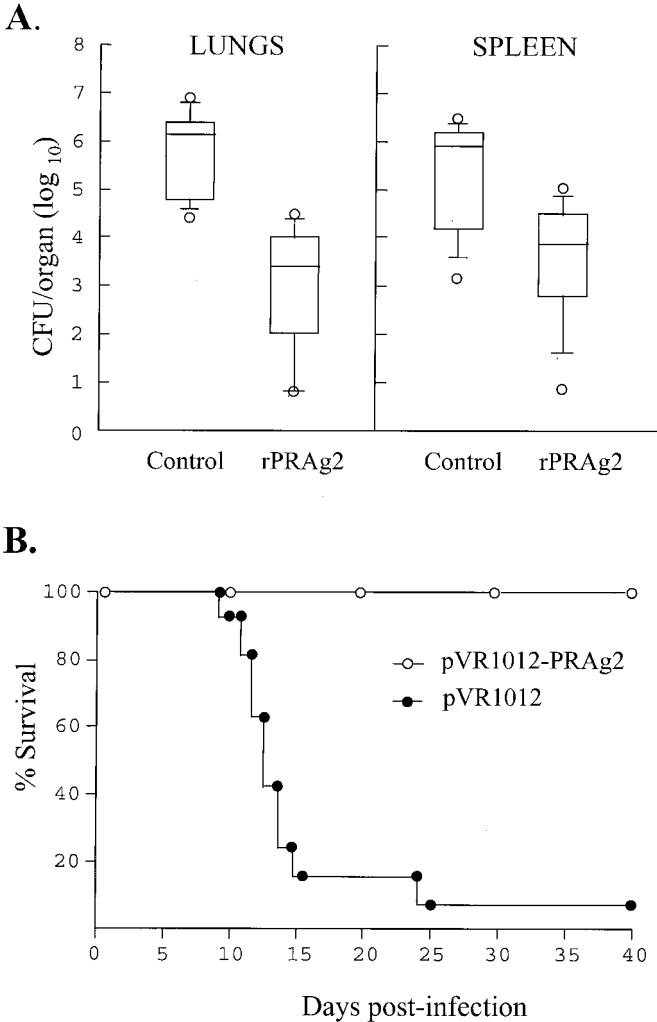 A.
LUNGS
SPLEEN
8
7
6
5
4
3
2
1
0
CFU/organ (log 10)
Control
rPRAg2
Control
rPRAg2
B.
100
80
60
40
20
% Survival
pVR1012-PRAg2
pVR1012
0 5 10 15 20 25 30 35 40
Days post-infection